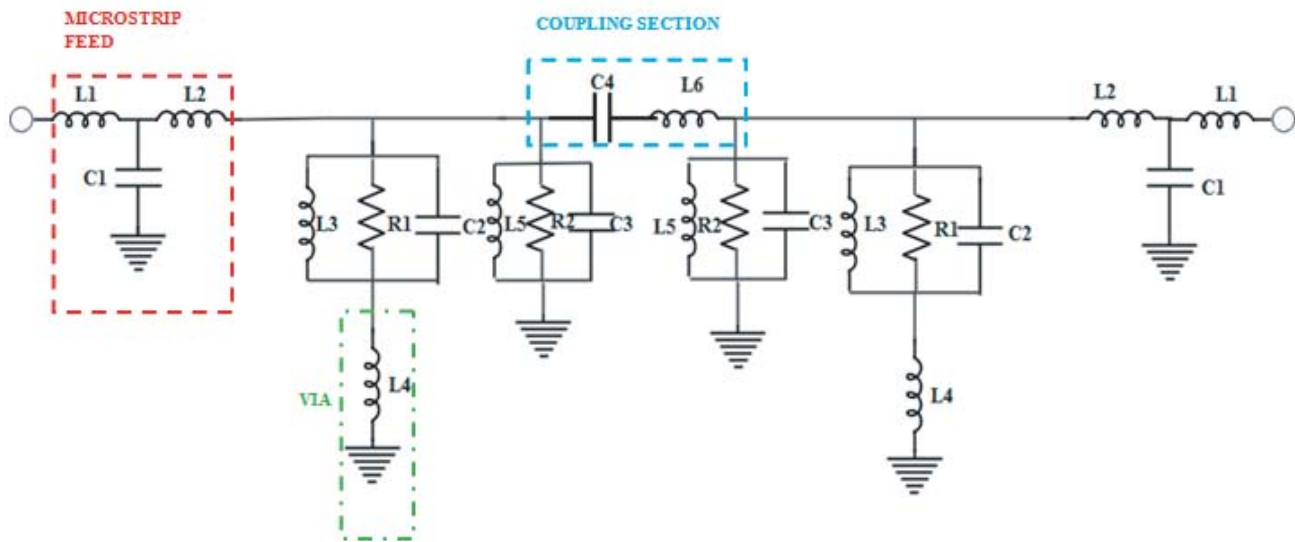 MICROSTRIP
FEED
COUPLING SECTION
C4
L6
L1
L2
L2
L1
C1
C1
L3
R1
C2
L5
R2
C3
L5
R2
C3
L3
R1
C2
VIA
L4
L4